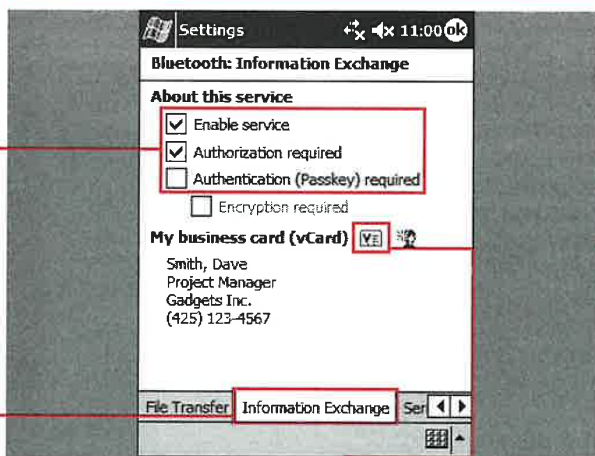 Settings 11:00 ok
Bluetooth: Information Exchange
About this service
Enable service
Authorization required
Authentication (Passkey) required
Encryption required
My business card (vCard)
Smith, Dave
Project Manager
Gadgets Inc.
(425) 123-4567
File Transfer Information Exchange Ser